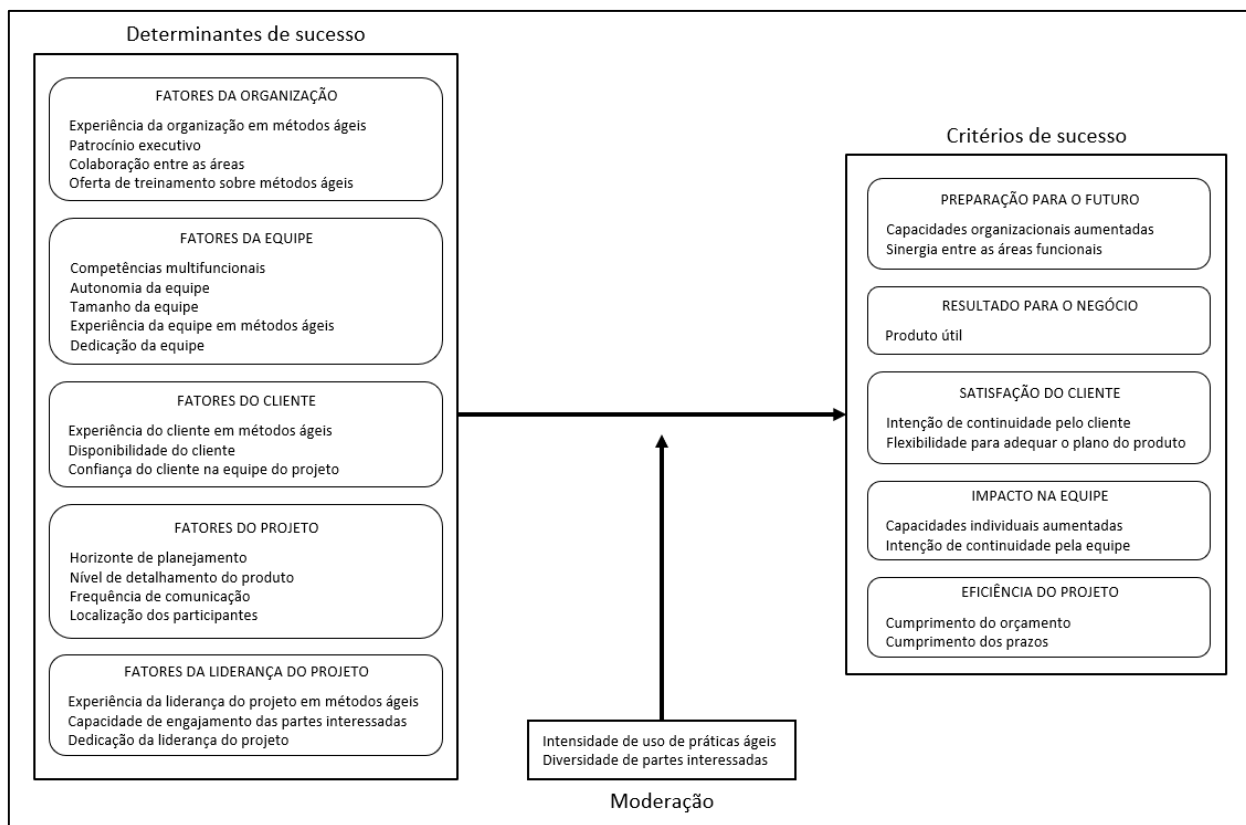 Determinantes de sucesso
FATORES DA ORGANIZAÇÃO
Experiência da organização em métodos ágeis
Patrocínio executivo
Colaboração entre as áreas
Oferta de treinamento sobre métodos ágeis
FATORES DA EQUIPE
Competências multifuncionais
Autonomia da equipe
Tamanho da equipe
Experiência da equipe em métodos ágeis
Dedicação da equipe
FATORES DO CLIENTE
Experiência do cliente em métodos ágeis
Disponibilidade do cliente
Confiança do cliente na equipe do projeto
FATORES DO PROJETO
Horizonte de planejamento
Nível de detalhamento do produto
Frequência de comunicação
Localização dos participantes
FATORES DA LIDERANÇA DO PROJETO
Experiência da liderança do projeto em métodos ágeis
Capacidade de engajamento das partes interessadas
Dedicação da liderança do projeto
Intensidade de uso de práticas ágeis
Diversidade de partes interessadas
Moderação
Critérios de sucesso
PREPARAÇÃO PARA O FUTURO
Capacidades organizacionais aumentadas
Sinergia entre as áreas funcionais
RESULTADO PARA O NEGÓCIO
Produto útil
SATISFAÇÃO DO CLIENTE
Intenção de continuidade pelo cliente
Flexibilidade para adequar o plano do produto
IMPACTO NA EQUIPE
Capacidades individuais aumentadas
Intenção de continuidade pela equipe
EFICIÊNCIA DO PROJETO
Cumprimento do orçamento
Cumprimento dos prazos